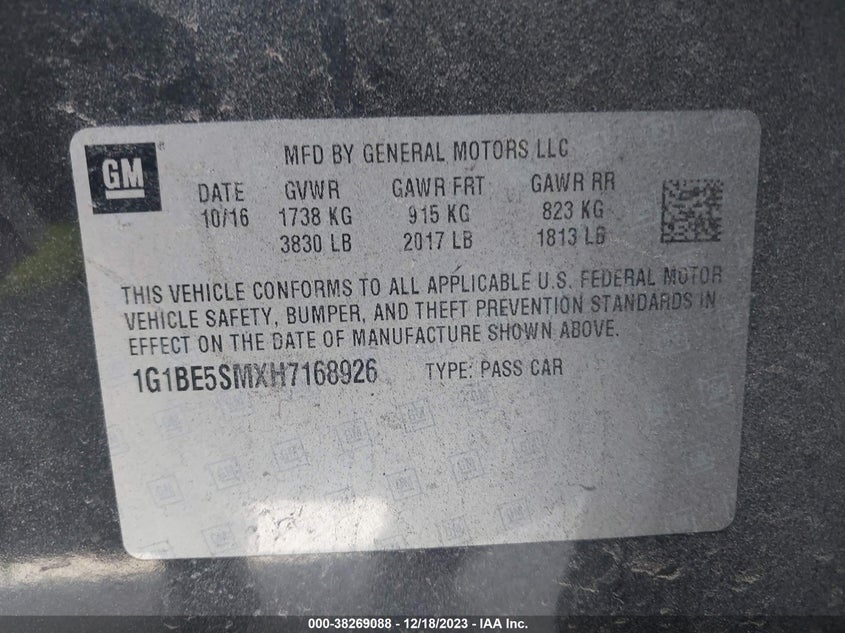 GM
MFD BY GENERAL MOTORS LLC
DATE GVWR GAWR FRT GAWR RR
10/16 1738 KG 915 KG 823 KG
3830 LB 2017 LB 1813 LB
THIS VEHICLE CONFORMS TO ALL APPLICABLE U.S. FEDERAL MOTOR
VEHICLE SAFETY, BUMPER, AND THEFT PREVENTION STANDARDS IN
EFFECT ON THE DATE OF MANUFACTURE SHOWN ABOVE.
1G1BE5SMXH7168926 TYPE: PASS CAR
000-38269088 - 12/18/2023 - IAA Inc.